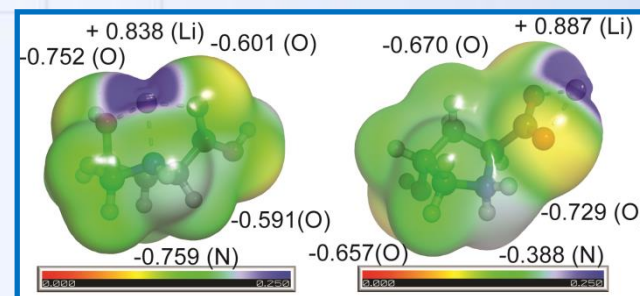 + 0.838 (Li)
-0.752 (O)
-0.601 (O)
-0.591(O)
-0.759 (N)
0.000
0.250
+ 0.887 (Li)
-0.670 (O)
-0.729 (O)
-0.657(O)
-0.388 (N)
0.000
0.250